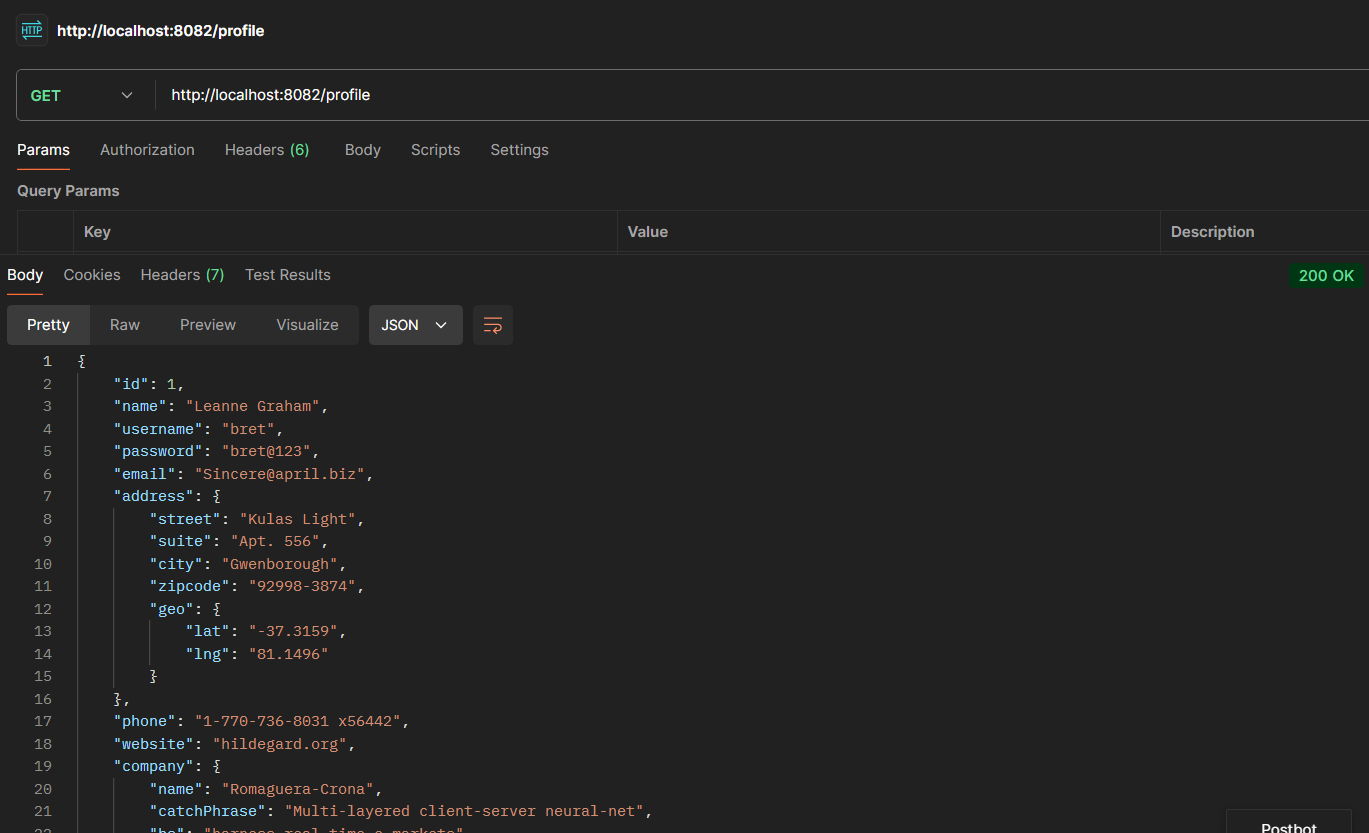 HTTP http://localhost:8082/profile
GET http://localhost:8082/profile
Params Authorization Headers (6) Body Scripts Settings
Query Params
Key Value Description
Body Cookies Headers (7) Test Results 200 OK
Pretty Raw Preview Visualize JSON
1 {
2 "id": 1,
3 "name": "Leanne Graham",
4 "username": "bret",
5 "password": "bret@123",
6 "email": "Sincere@april.biz",
7 "address": {
8 "street": "Kulas Light",
9 "suite": "Apt. 556",
10 "city": "Gwenborough",
11 "zipcode": "92998-3874",
12 "geo": {
13 "lat": "-37.3159",
14 "lng": "81.1496"
15 }
16 },
17 "phone": "1-770-736-8031 x56442",
18 "website": "hildegard.org",
19 "company": {
20 "name": "Romaguera-Crona",
21 "catchPhrase": "Multi-layered client-server neural-net",
22 "bs": "harness real-time e-markets"
Postbot